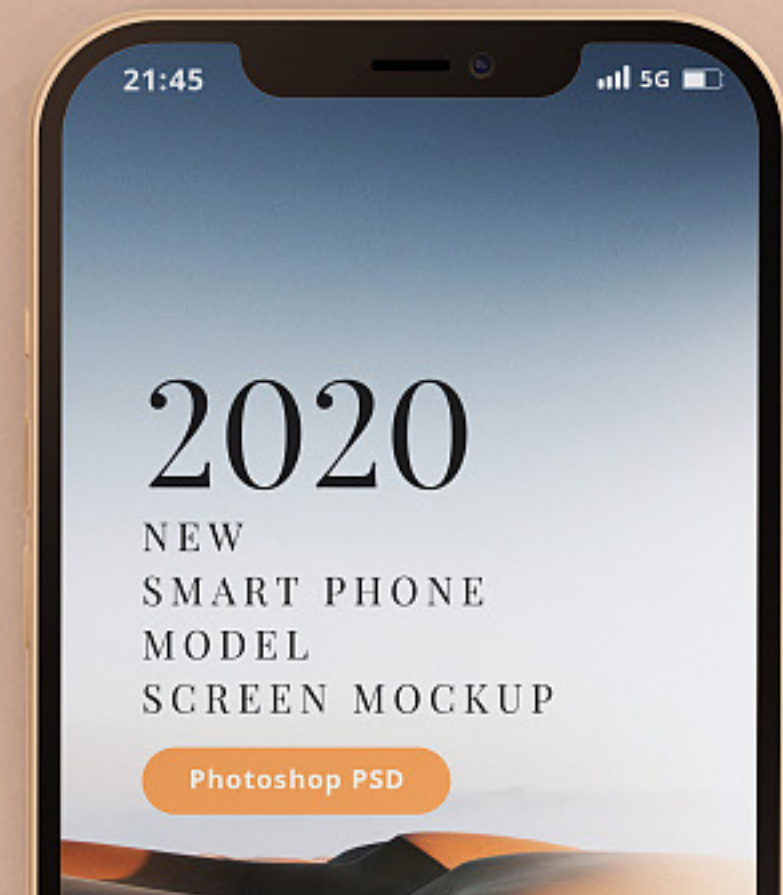 21:45 5G
2020
NEW
SMART PHONE
MODEL
SCREEN MOCKUP
Photoshop PSD